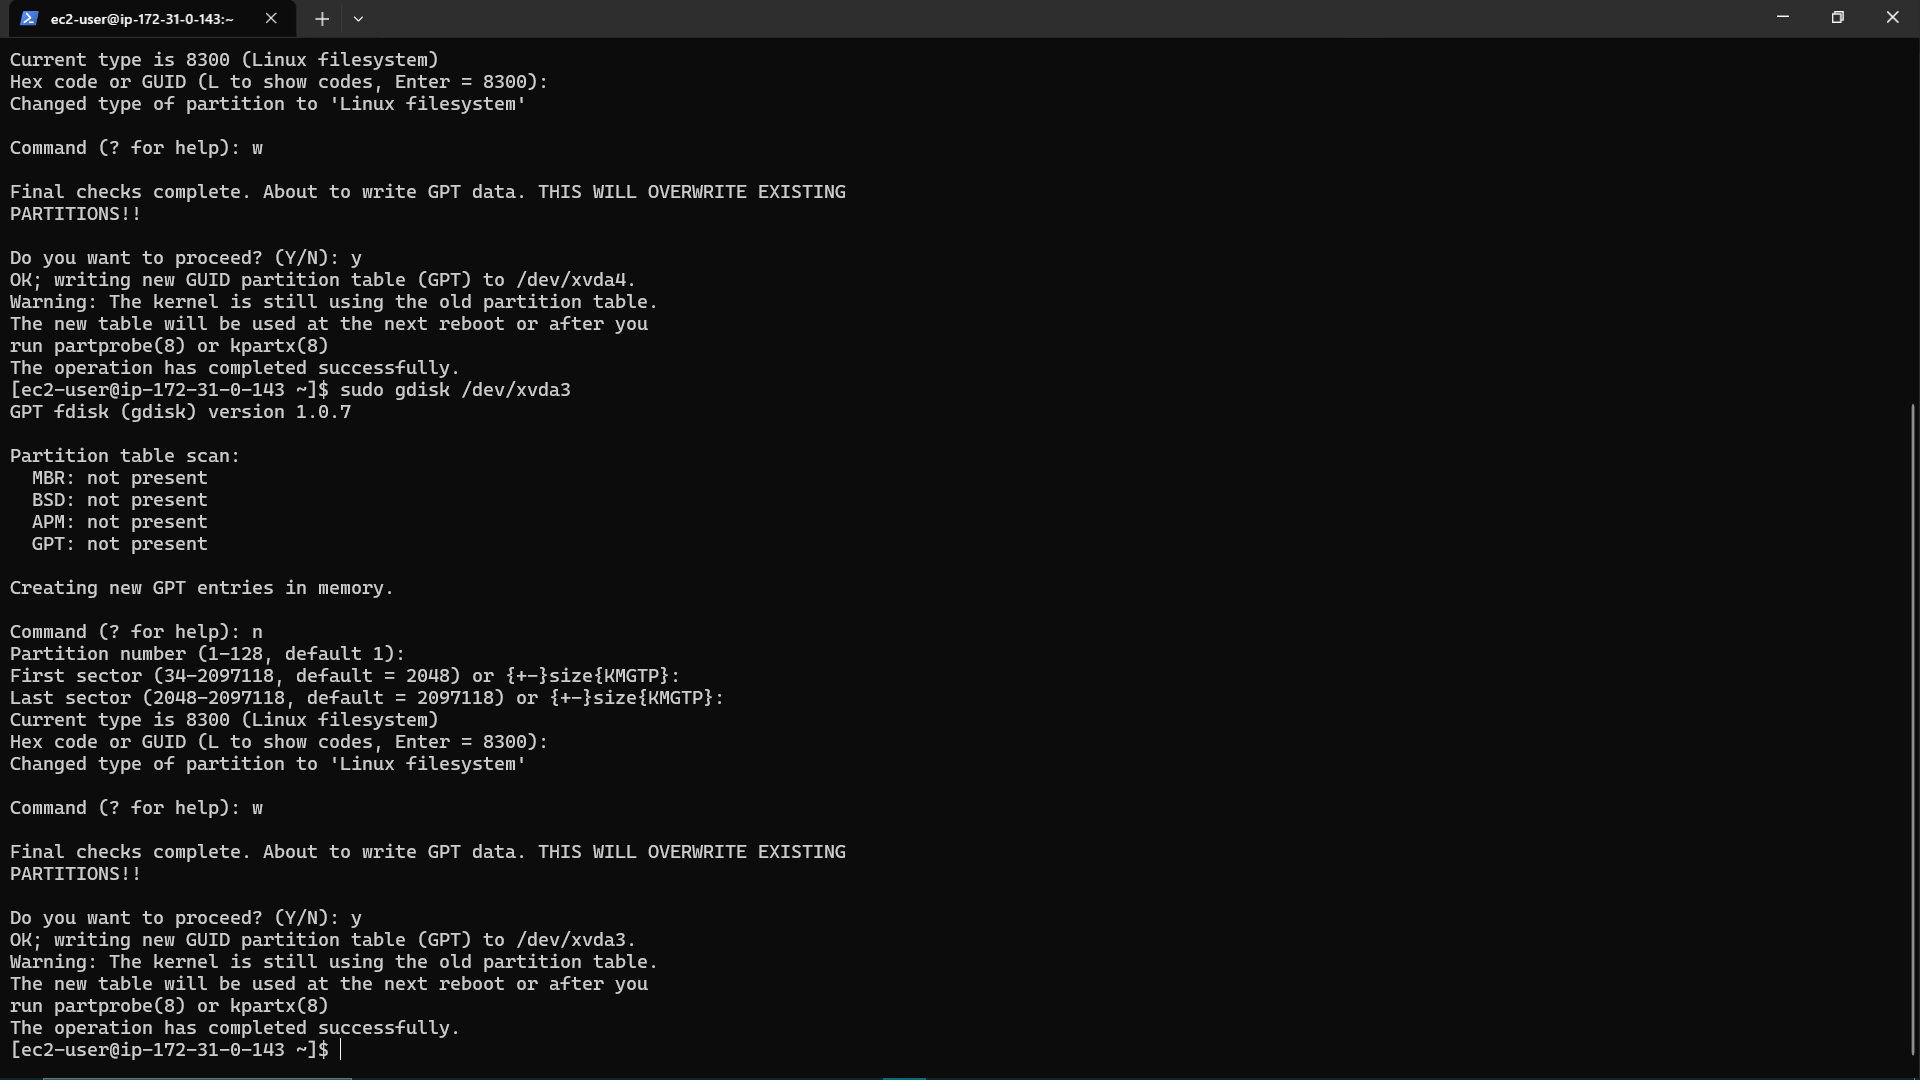 ec2-user@ip-172-31-0-143:~
Current type is 8300 (Linux filesystem)
Hex code or GUID (L to show codes, Enter = 8300):
Changed type of partition to 'Linux filesystem'
Command (? for help): w
Final checks complete. About to write GPT data. THIS WILL OVERWRITE EXISTING
PARTITIONS!!
Do you want to proceed? (Y/N): y
OK; writing new GUID partition table (GPT) to /dev/xvda4.
Warning: The kernel is still using the old partition table.
The new table will be used at the next reboot or after you
run partprobe(8) or kpartx(8)
The operation has completed successfully.
[ec2-user@ip-172-31-0-143 ~]$ sudo gdisk /dev/xvda3
GPT fdisk (gdisk) version 1.0.7
Partition table scan:
  MBR: not present
  BSD: not present
  APM: not present
  GPT: not present
Creating new GPT entries in memory.
Command (? for help): n
Partition number (1-128, default 1):
First sector (34-2097118, default = 2048) or {+-}size{KMGTP}:
Last sector (2048-2097118, default = 2097118) or {+-}size{KMGTP}:
Current type is 8300 (Linux filesystem)
Hex code or GUID (L to show codes, Enter = 8300):
Changed type of partition to 'Linux filesystem'
Command (? for help): w
Final checks complete. About to write GPT data. THIS WILL OVERWRITE EXISTING
PARTITIONS!!
Do you want to proceed? (Y/N): y
OK; writing new GUID partition table (GPT) to /dev/xvda3.
Warning: The kernel is still using the old partition table.
The new table will be used at the next reboot or after you
run partprobe(8) or kpartx(8)
The operation has completed successfully.
[ec2-user@ip-172-31-0-143 ~]$